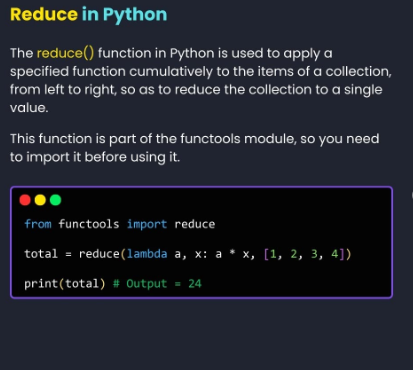 Reduce in Python
The reduce() function in Python is used to apply a
specified function cumulatively to the items of a collection,
from left to right, so as to reduce the collection to a single
value.
This function is part of the functools module, so you need
to import it before using it.
from functools import reduce
total = reduce(lambda a, x: a * x, [1, 2, 3, 4])
print(total) # Output = 24